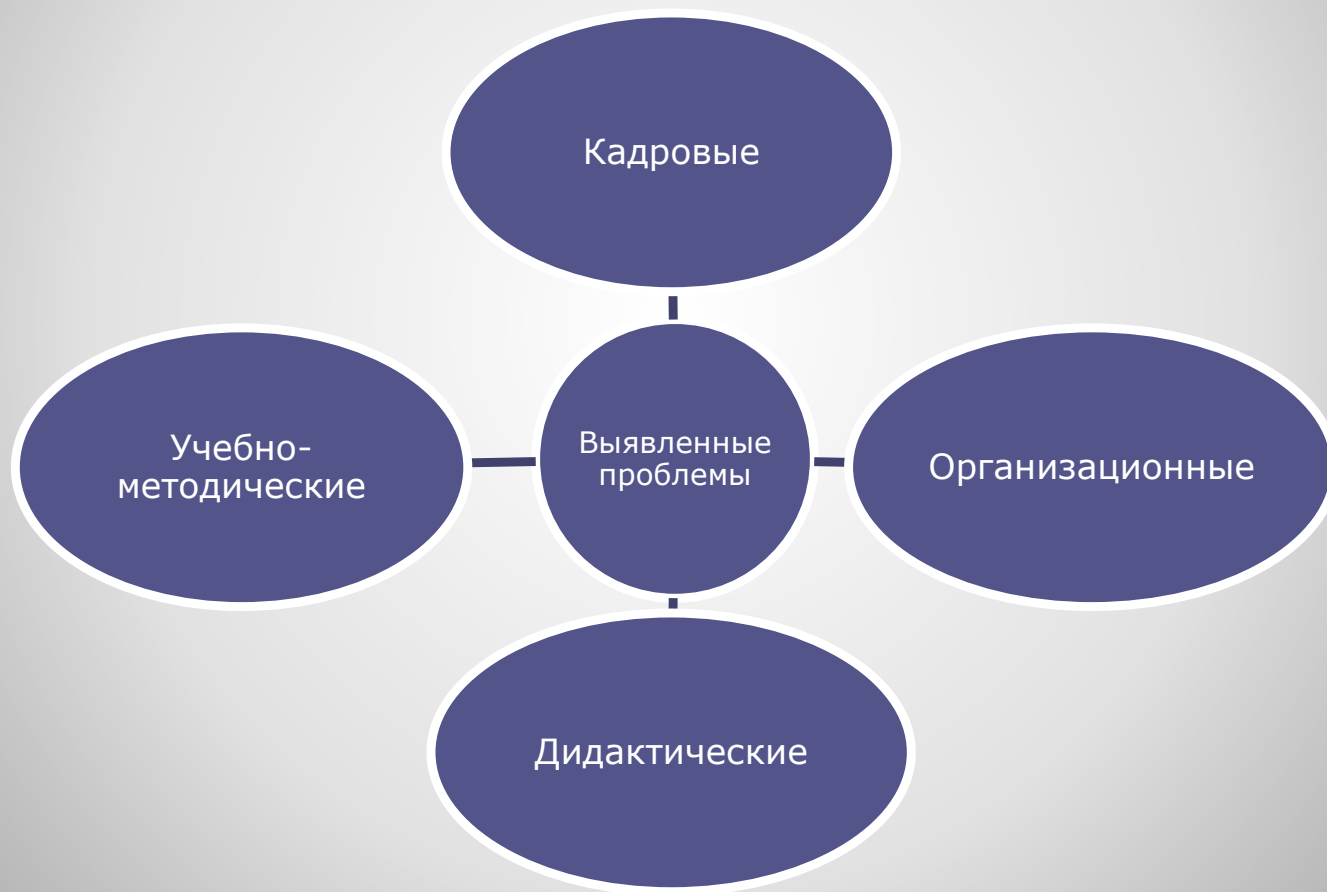 Кадровые
Учебно-
методические
Выявленные
проблемы
Организационные
Дидактические